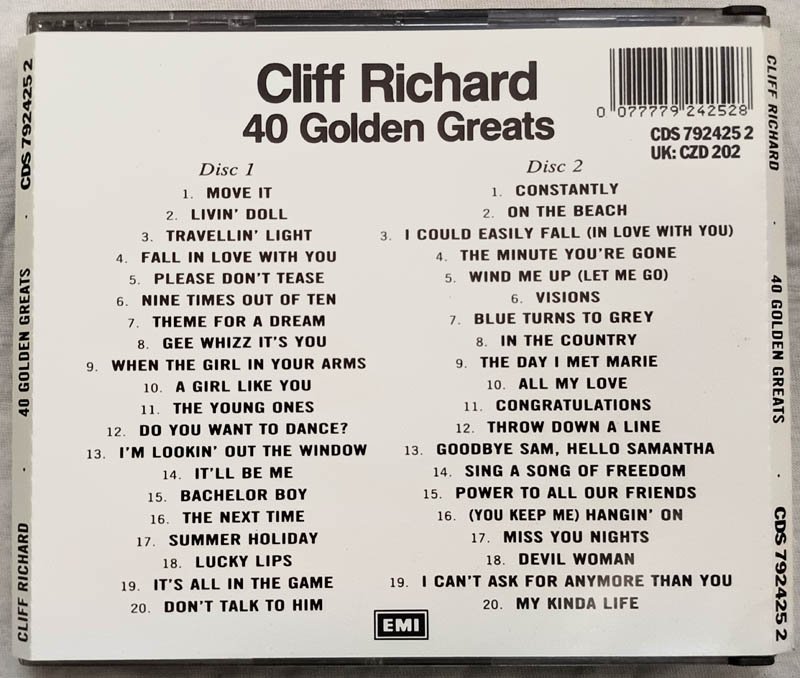 Cliff Richard
40 Golden Greats
0 077779 242528
CDS 792425 2
UK: CZD 202
Disc 1
1. MOVE IT
2. LIVIN' DOLL
3. TRAVELLIN' LIGHT
4. FALL IN LOVE WITH YOU
5. PLEASE DON'T TEASE
6. NINE TIMES OUT OF TEN
7. THEME FOR A DREAM
8. GEE WHIZZ IT'S YOU
9. WHEN THE GIRL IN YOUR ARMS
10. A GIRL LIKE YOU
11. THE YOUNG ONES
12. DO YOU WANT TO DANCE?
13. I'M LOOKIN' OUT THE WINDOW
14. IT'LL BE ME
15. BACHELOR BOY
16. THE NEXT TIME
17. SUMMER HOLIDAY
18. LUCKY LIPS
19. IT'S ALL IN THE GAME
20. DON'T TALK TO HIM
Disc 2
1. CONSTANTLY
2. ON THE BEACH
3. I COULD EASILY FALL (IN LOVE WITH YOU)
4. THE MINUTE YOU'RE GONE
5. WIND ME UP (LET ME GO)
6. VISIONS
7. BLUE TURNS TO GREY
8. IN THE COUNTRY
9. THE DAY I MET MARIE
10. ALL MY LOVE
11. CONGRATULATIONS
12. THROW DOWN A LINE
13. GOODBYE SAM, HELLO SAMANTHA
14. SING A SONG OF FREEDOM
15. POWER TO ALL OUR FRIENDS
16. (YOU KEEP ME) HANGIN' ON
17. MISS YOU NIGHTS
18. DEVIL WOMAN
19. I CAN'T ASK FOR ANYMORE THAN YOU
20. MY KINDA LIFE
EMI
CLIFF RICHARD · 40 GOLDEN GREATS · CDS 792425 2
CLIFF RICHARD · 40 GOLDEN GREATS · CDS 792425 2